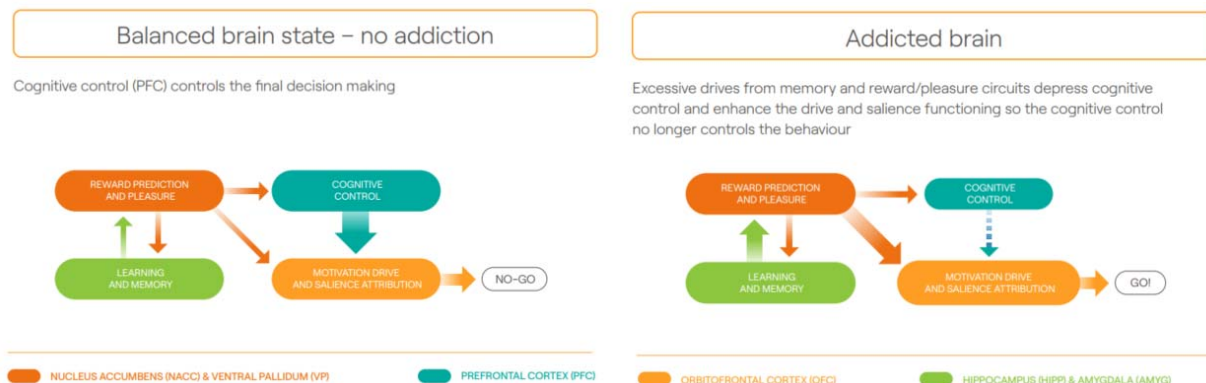 Balanced brain state – no addiction
Cognitive control (PFC) controls the final decision making
REWARD PREDICTION
AND PLEASURE
COGNITIVE
CONTROL
LEARNING
AND MEMORY
MOTIVATION DRIVE
AND SALIENCE ATTRIBUTION
NO-GO
NUCLEUS ACCUMBENS (NACC) & VENTRAL PALLIDUM (VP)
PREFRONTAL CORTEX (PFC)
Addicted brain
Excessive drives from memory and reward/pleasure circuits depress cognitive
control and enhance the drive and salience functioning so the cognitive control
no longer controls the behaviour
REWARD PREDICTION
AND PLEASURE
COGNITIVE
CONTROL
LEARNING
AND MEMORY
MOTIVATION DRIVE
AND SALIENCE ATTRIBUTION
GO!
ORBITOFRONTAL CORTEX (OFC)
HIPPOCAMPUS (HIPP) & AMYGDALA (AMYG)